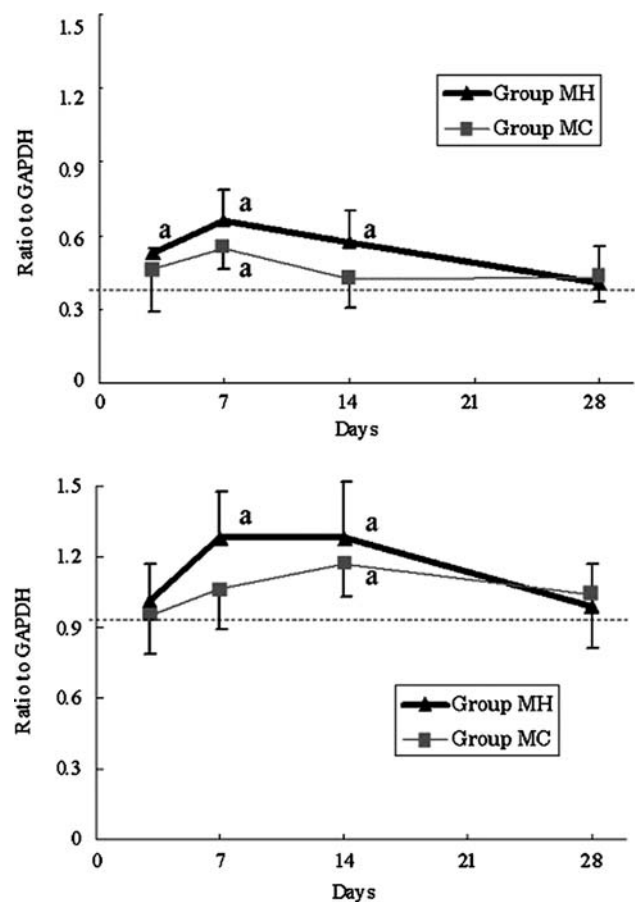 1.5
1.2
0.9
0.6
0.3
0
Ratio to GAPDH
Group MH
Group MC
a
a
a
a
0
7
14
21
28
Days
1.5
1.2
0.9
0.6
0.3
0
Ratio to GAPDH
a
a
a
Group MH
Group MC
0
7
14
21
28
Days